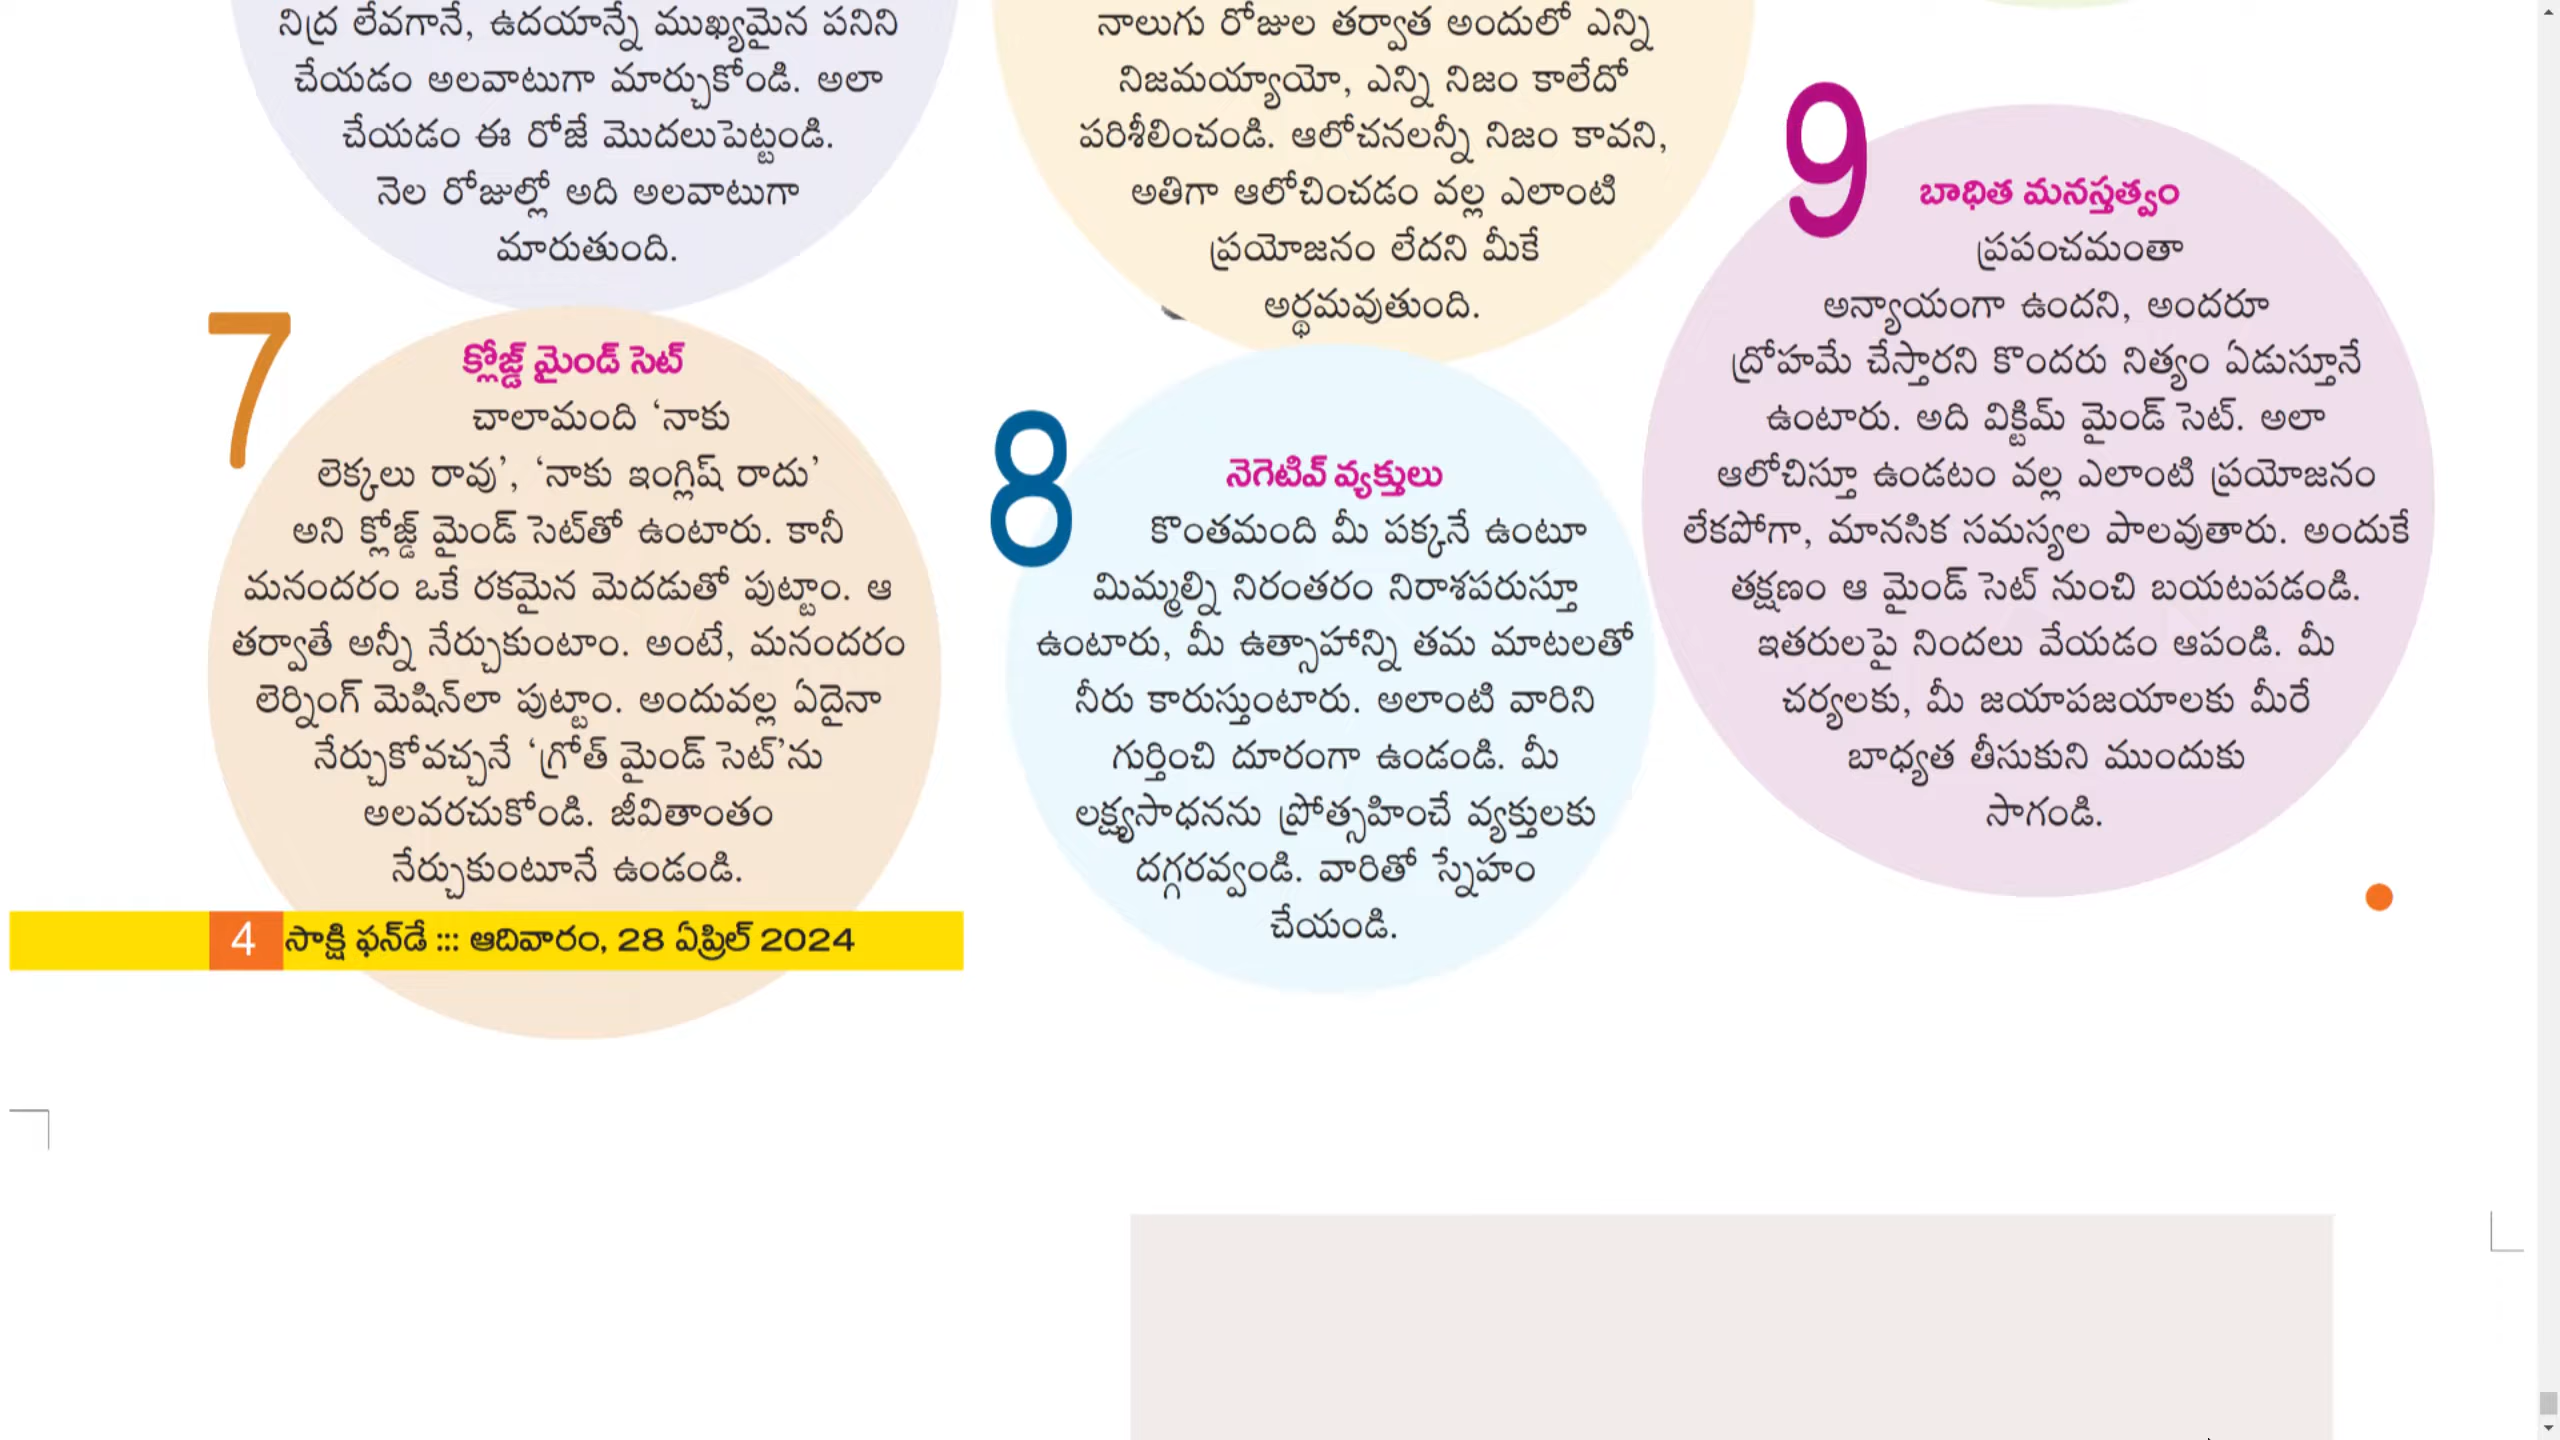 నిద్ర లేవగానే, ఉదయాన్నే ముఖ్యమైన పనిని
చేయడం అలవాటుగా మార్చుకోండి. అలా
చేయడం ఈ రోజే మొదలుపెట్టండి.
నెల రోజుల్లో అది అలవాటుగా
మారుతుంది.
7
క్లోజ్డ్ మైండ్ సెట్
చాలామంది ‘నాకు
లెక్కలు రావు’, ‘నాకు ఇంగ్లిష్ రాదు’
అని క్లోజ్డ్ మైండ్ సెట్‌తో ఉంటారు. కానీ
మనందరం ఒకే రకమైన మెదడుతో పుట్టాం. ఆ
తర్వాతే అన్నీ నేర్చుకుంటాం. అంటే, మనందరం
లెర్నింగ్ మెషిన్‌లా పుట్టాం. అందువల్ల ఏదైనా
నేర్చుకోవచ్చనే ‘గ్రోత్ మైండ్ సెట్’ను
అలవరచుకోండి. జీవితాంతం
నేర్చుకుంటూనే ఉండండి.
4 సాక్షి ఫన్‌డే ::: ఆదివారం, 28 ఏప్రిల్ 2024
నాలుగు రోజుల తర్వాత అందులో ఎన్ని
నిజమయ్యాయో, ఎన్ని నిజం కాలేదో
పరిశీలించండి. ఆలోచనలన్నీ నిజం కావని,
అతిగా ఆలోచించడం వల్ల ఎలాంటి
ప్రయోజనం లేదని మీకే
అర్థమవుతుంది.
8
నెగెటివ్ వ్యక్తులు
కొంతమంది మీ పక్కనే ఉంటూ
మిమ్మల్ని నిరంతరం నిరాశపరుస్తూ
ఉంటారు, మీ ఉత్సాహాన్ని తమ మాటలతో
నీరు కారుస్తుంటారు. అలాంటి వారిని
గుర్తించి దూరంగా ఉండండి. మీ
లక్ష్యసాధనను ప్రోత్సహించే వ్యక్తులకు
దగ్గరవ్వండి. వారితో స్నేహం
చేయండి.
9
బాధిత మనస్తత్వం
ప్రపంచమంతా
అన్యాయంగా ఉందని, అందరూ
ద్రోహమే చేస్తారని కొందరు నిత్యం ఏడుస్తూనే
ఉంటారు. అది విక్టిమ్ మైండ్ సెట్. అలా
ఆలోచిస్తూ ఉండటం వల్ల ఎలాంటి ప్రయోజనం
లేకపోగా, మానసిక సమస్యల పాలవుతారు. అందుకే
తక్షణం ఆ మైండ్ సెట్ నుంచి బయటపడండి.
ఇతరులపై నిందలు వేయడం ఆపండి. మీ
చర్యలకు, మీ జయాపజయాలకు మీరే
బాధ్యత తీసుకుని ముందుకు
సాగండి.